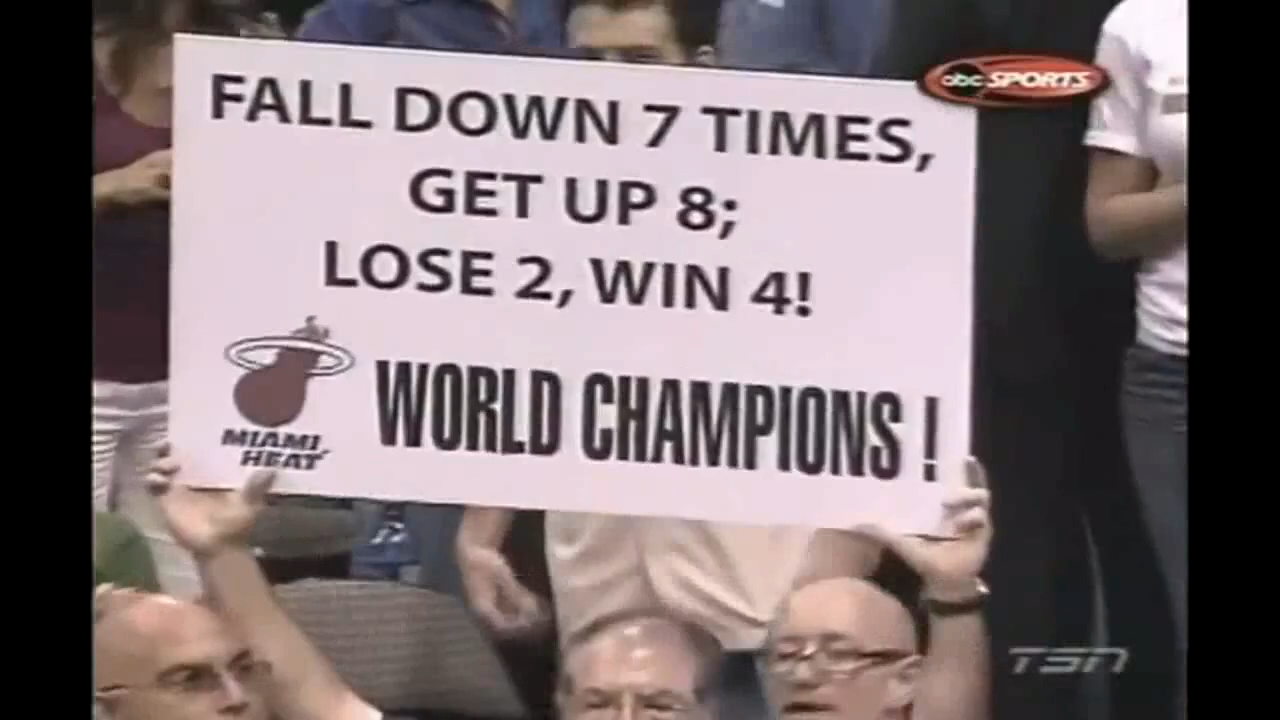 abc SPORTS
FALL DOWN 7 TIMES,
GET UP 8;
LOSE 2, WIN 4!
MIAMI
HEAT
WORLD CHAMPIONS !
TSN